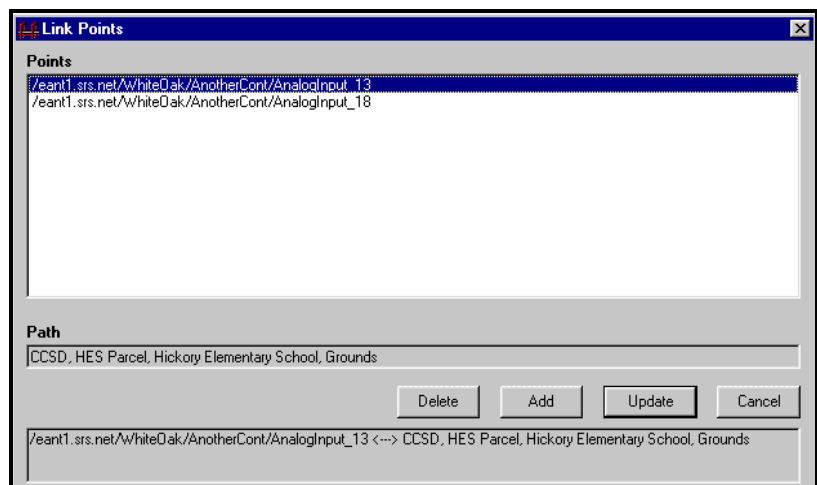 Link Points
Points
/eant1.srs.net/WhiteOak/AnotherCont/AnalogInput_13
/eant1.srs.net/WhiteOak/AnotherCont/AnalogInput_18
Path
CCSD, HES Parcel, Hickory Elementary School, Grounds
Delete Add Update Cancel
/eant1.srs.net/WhiteOak/AnotherCont/AnalogInput_13 <---> CCSD, HES Parcel, Hickory Elementary School, Grounds